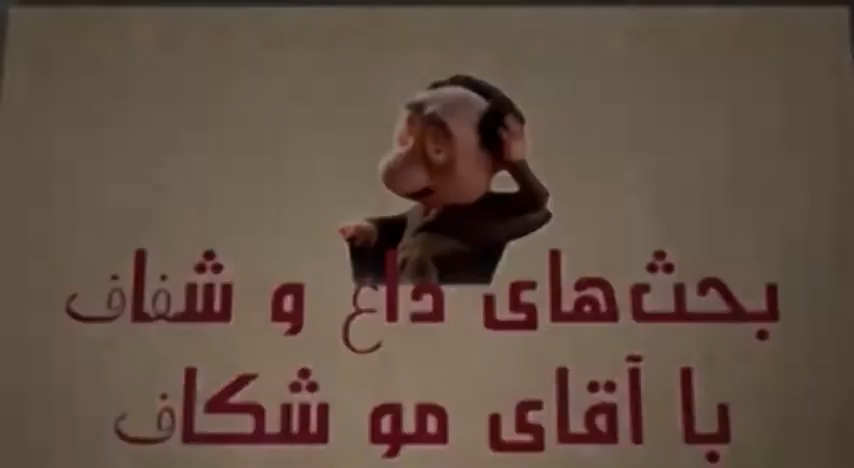 بحث‌های داغ و شفاف
با آقای مو شکاف